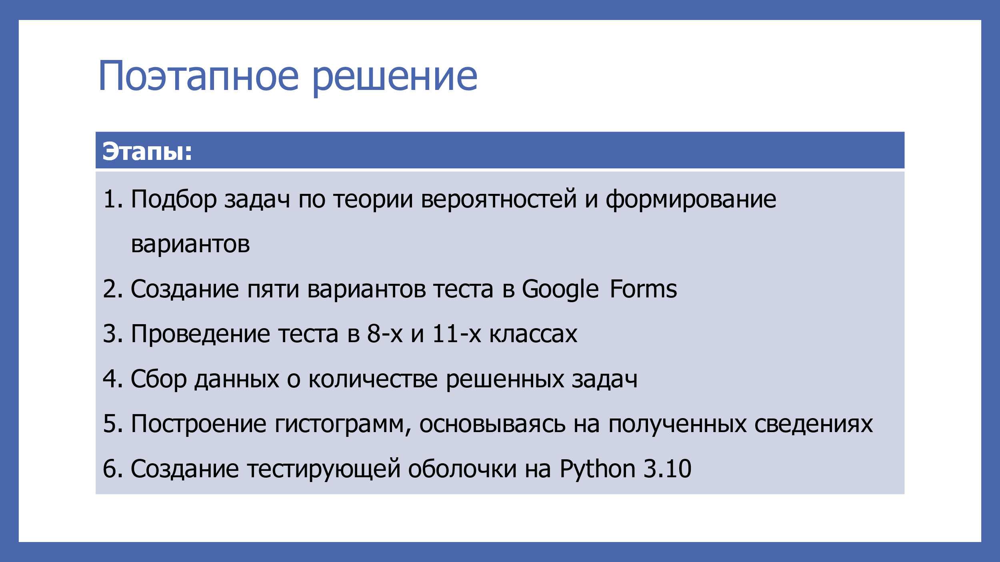 Поэтапное решение
Этапы:
1. Подбор задач по теории вероятностей и формирование
вариантов
2. Создание пяти вариантов теста в Google Forms
3. Проведение теста в 8-х и 11-х классах
4. Сбор данных о количестве решенных задач
5. Построение гистограмм, основываясь на полученных сведениях
6. Создание тестирующей оболочки на Python 3.10